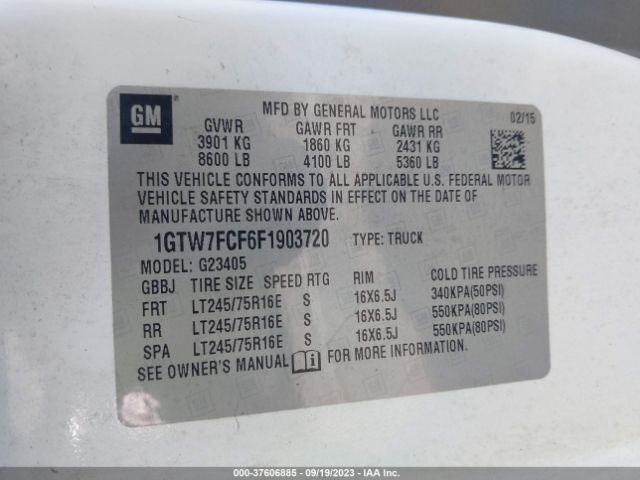 GM
MFD BY GENERAL MOTORS LLC 02/15
GVWR GAWR FRT GAWR RR
3901 KG 1860 KG 2431 KG
8600 LB 4100 LB 5360 LB
THIS VEHICLE CONFORMS TO ALL APPLICABLE U.S. FEDERAL MOTOR
VEHICLE SAFETY STANDARDS IN EFFECT ON THE DATE OF
MANUFACTURE SHOWN ABOVE.
1GTW7FCF6F1903720 TYPE: TRUCK
MODEL: G23405
GBBJ TIRE SIZE SPEED RTG RIM COLD TIRE PRESSURE
FRT LT245/75R16E S 16X6.5J 340KPA(50PSI)
RR LT245/75R16E S 16X6.5J 550KPA(80PSI)
SPA LT245/75R16E S 16X6.5J 550KPA(80PSI)
SEE OWNER'S MANUAL FOR MORE INFORMATION.
000-37606885 - 09/19/2023 - IAA Inc.